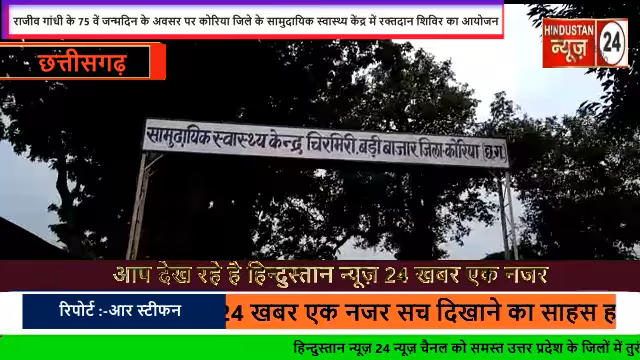 राजीव गांधी के 75 वें जन्मदिन के अवसर पर कोरिया जिले के सामुदायिक स्वास्थ्य केंद्र में रक्तदान शिविर का आयोजन
HINDUSTAN
न्यूज़ 24
छत्तीसगढ़
सामुदायिक स्वास्थ्य केन्द्र चिरमिरी, बड़ी बाजार जिला-कोरिया छ.ग.
आप देख रहे है हिन्दुस्तान न्यूज़ 24 खबर एक नजर
रिपोर्ट :-आर स्टीफन
24 खबर एक नजर सच दिखाने का साहस ह
हिन्दुस्तान न्यूज़ 24 न्यूज़ चैनल को समस्त उत्तर प्रदेश के जिलों में तुर